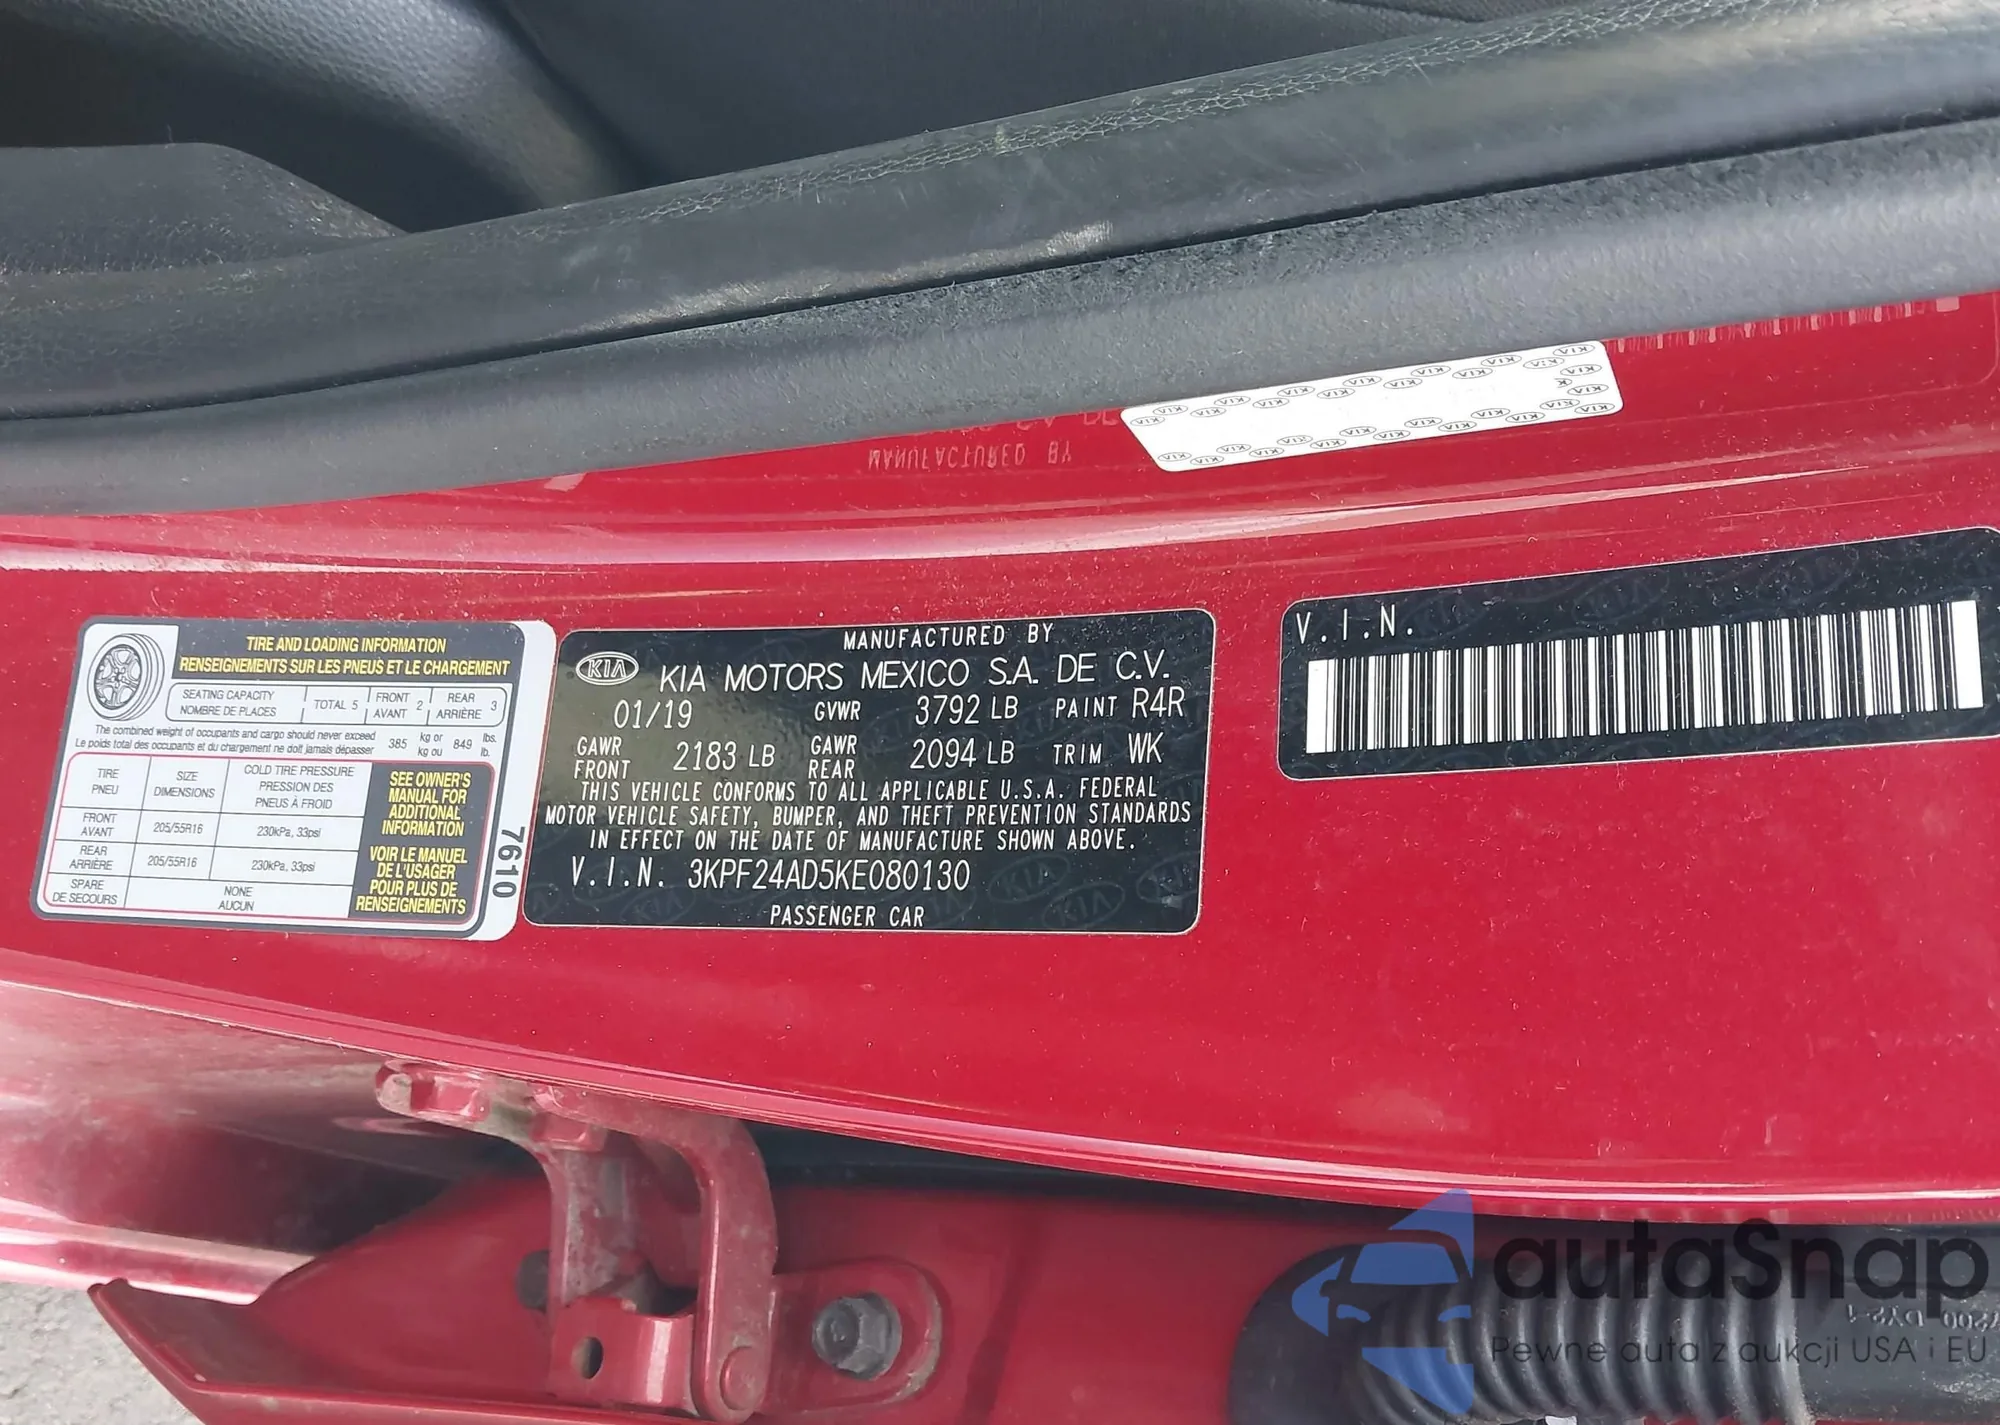 MANUFACTURED BY
TIRE AND LOADING INFORMATION
RENSEIGNEMENTS SUR LES PNEUS ET LE CHARGEMENT
SEATING CAPACITY
NOMBRE DE PLACES
TOTAL 5
FRONT
AVANT
2
REAR
ARRIÈRE
3
The combined weight of occupants and cargo should never exceed
Le poids total des occupants et du chargement ne doit jamais dépasser
385
kg or
kg ou
849
lbs.
lb.
TIRE
PNEU
SIZE
DIMENSIONS
COLD TIRE PRESSURE
PRESSION DES
PNEUS À FROID
FRONT
AVANT
205/55R16
230kPa, 33psi
REAR
ARRIÈRE
205/55R16
230kPa, 33psi
SPARE
DE SECOURS
NONE
AUCUN
SEE OWNER'S
MANUAL FOR
ADDITIONAL
INFORMATION
VOIR LE MANUEL
DE L'USAGER
POUR PLUS DE
RENSEIGNEMENTS
7610
MANUFACTURED BY
KIA KIA MOTORS MEXICO S.A. DE C.V.
01/19 GVWR 3792 LB PAINT R4R
GAWR
FRONT
2183 LB
GAWR
REAR
2094 LB TRIM WK
THIS VEHICLE CONFORMS TO ALL APPLICABLE U.S.A. FEDERAL
MOTOR VEHICLE SAFETY, BUMPER, AND THEFT PREVENTION STANDARDS
IN EFFECT ON THE DATE OF MANUFACTURE SHOWN ABOVE.
V.I.N. 3KPF24AD5KE080130
PASSENGER CAR
V.I.N.
autaSnap
Pewne auta z aukcji USA i EU